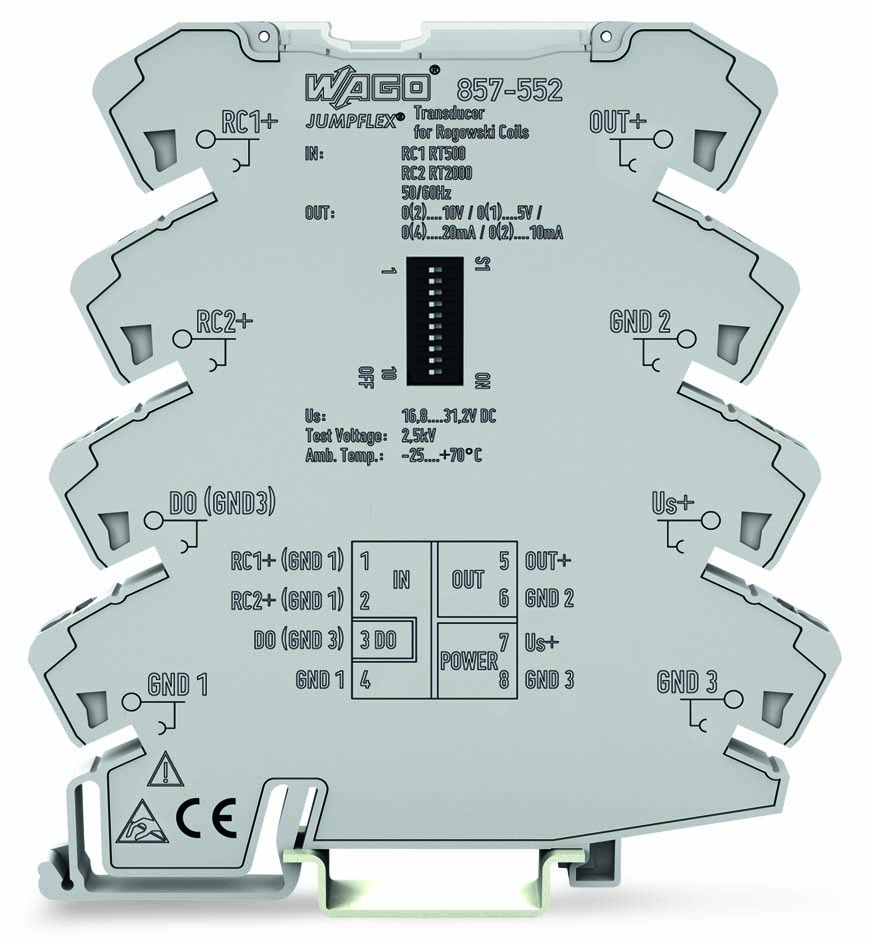 WAGO® 857-552
JUMPFLEX® Transducer
for Rogowski Coils
IN: RC1 RT500
RC2 RT2000
50/60Hz
OUT: 0(2)....10V / 0(1)....5V /
0(4)....20mA / 0(2)....10mA
RC1+
OUT+
1
S1
RC2+
GND 2
10
OFF
ON
Us: 16,8....31,2V DC
Test Voltage: 2,5kV
Amb. Temp.: -25....+70°C
DO (GND3)
Us+
RC1+ (GND 1) 1 IN OUT 5 OUT+
RC2+ (GND 1) 2 6 GND 2
DO (GND 3) 3 DO POWER 7 Us+
GND 1 4 8 GND 3
GND 1
GND 3
CE